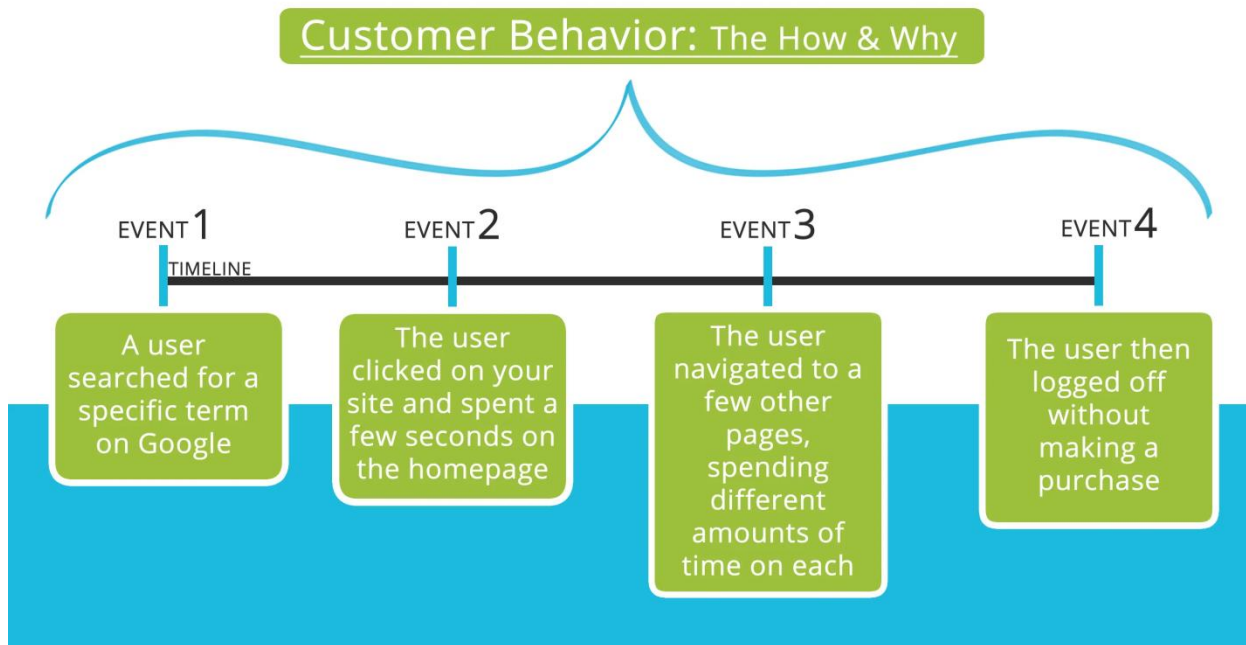 Customer Behavior: The How & Why
EVENT 1
TIMELINE
A user
searched for a
specific term
on Google
EVENT 2
The user
clicked on your
site and spent a
few seconds on
the homepage
EVENT 3
The user
navigated to a
few other
pages,
spending
different
amounts of
time on each
EVENT 4
The user then
logged off
without
making a
purchase